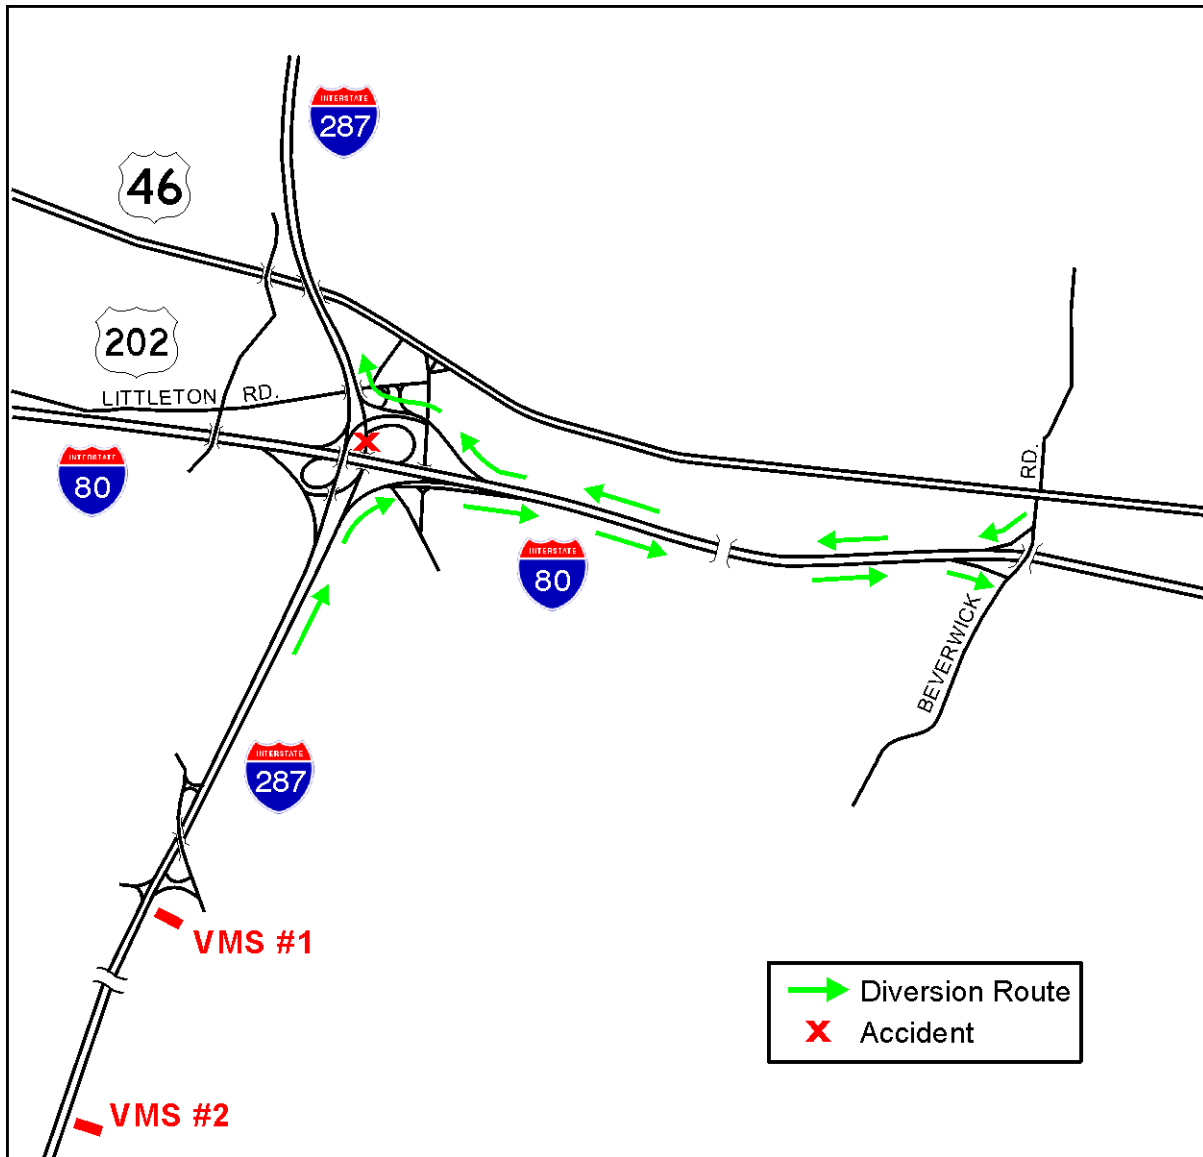 INTERSTATE
287
46
202
LITTLETON RD.
INTERSTATE
80
RD.
INTERSTATE
80
BEVERWICK
INTERSTATE
287
VMS #1
Diversion Route
Accident
VMS #2